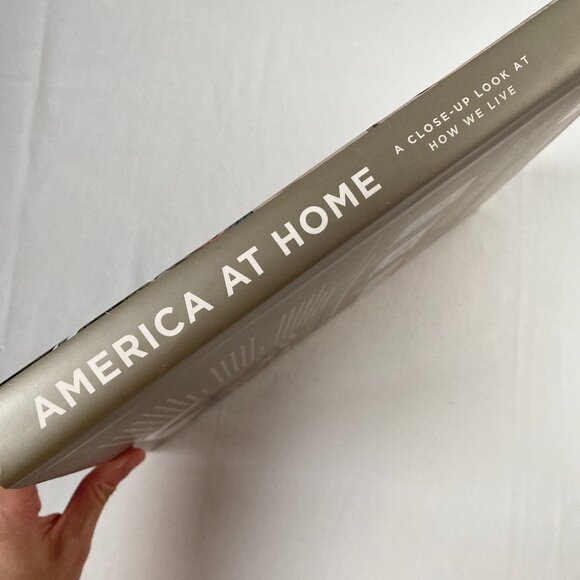 AMERICA AT HOME
A CLOSE-UP LOOK AT
HOW WE LIVE